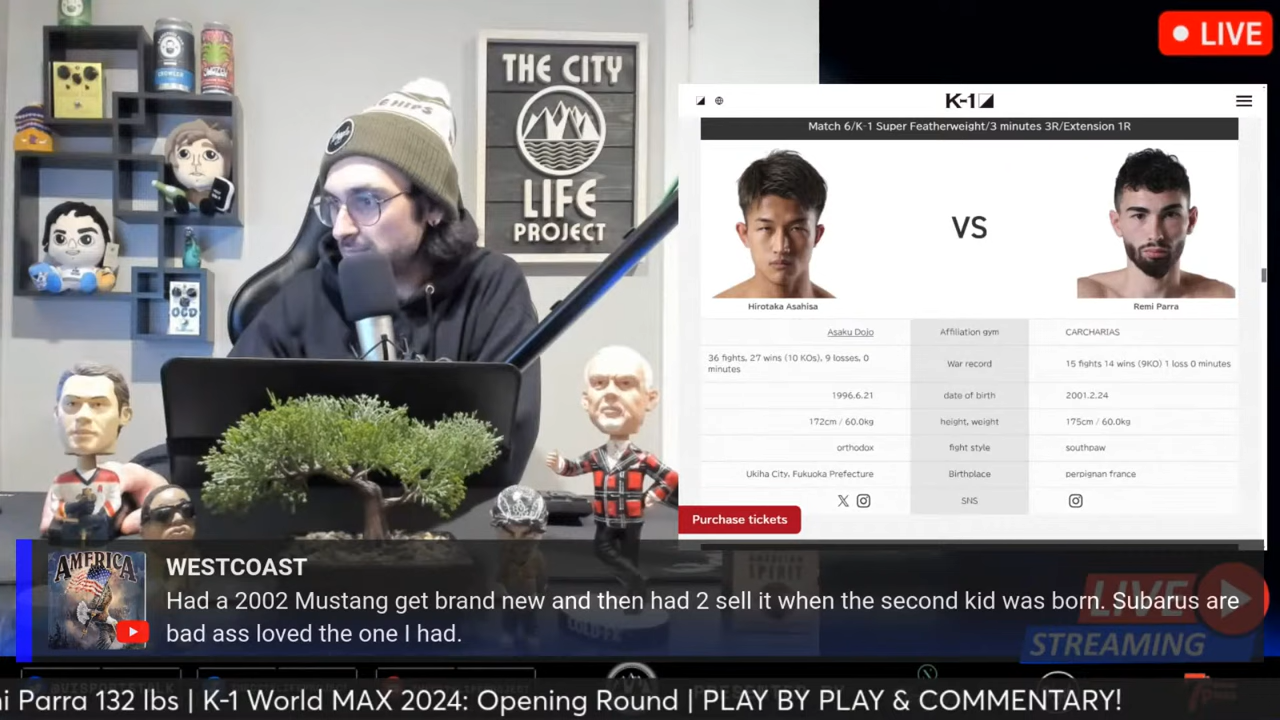 LIVE
THE CITY
LIFE
PROJECT
G HIPS
OCD
K-1
Match 6/K-1 Super Featherweight/3 minutes 3R/Extension 1R
VS
Hirotaka Asahisa
Remi Parra
Asaku Dojo
Affiliation gym
CARCHARIAS
36 fights, 27 wins (10 KOs), 9 losses, 0
minutes
War record
15 fights 14 wins (9KO) 1 loss 0 minutes
1996.6.21
date of birth
2001.2.24
172cm / 60.0kg
height, weight
175cm / 60.0kg
orthodox
fight style
southpaw
Ukiha City, Fukuoka Prefecture
Birthplace
perpignan france
SNS
Purchase tickets
AMERICA
WESTCOAST
Had a 2002 Mustang get brand new and then had 2 sell it when the second kid was born. Subarus are
bad ass loved the one I had.
LIVE
STREAMING
ni Parra 132 lbs | K-1 World MAX 2024: Opening Round | PLAY BY PLAY & COMMENTARY!